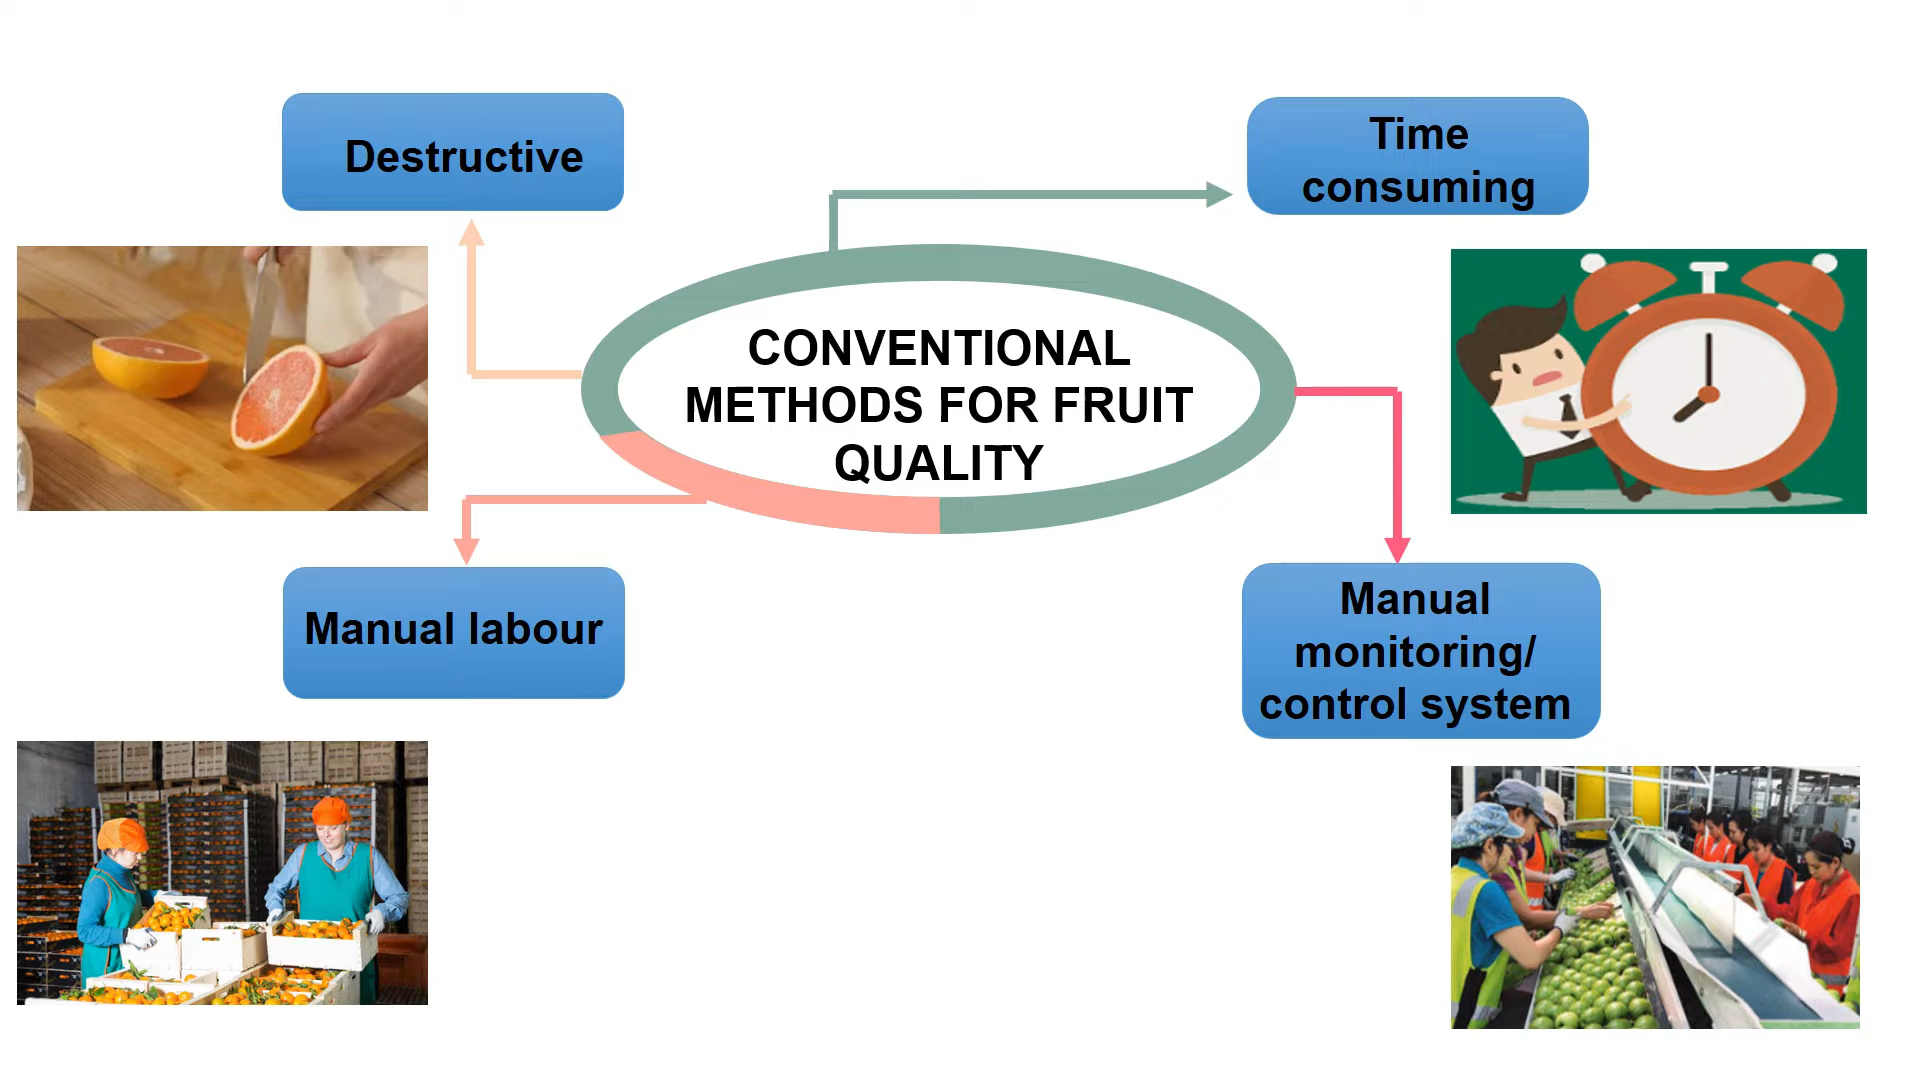 Destructive
Time
consuming
CONVENTIONAL
METHODS FOR FRUIT
QUALITY
Manual labour
Manual
monitoring/
control system